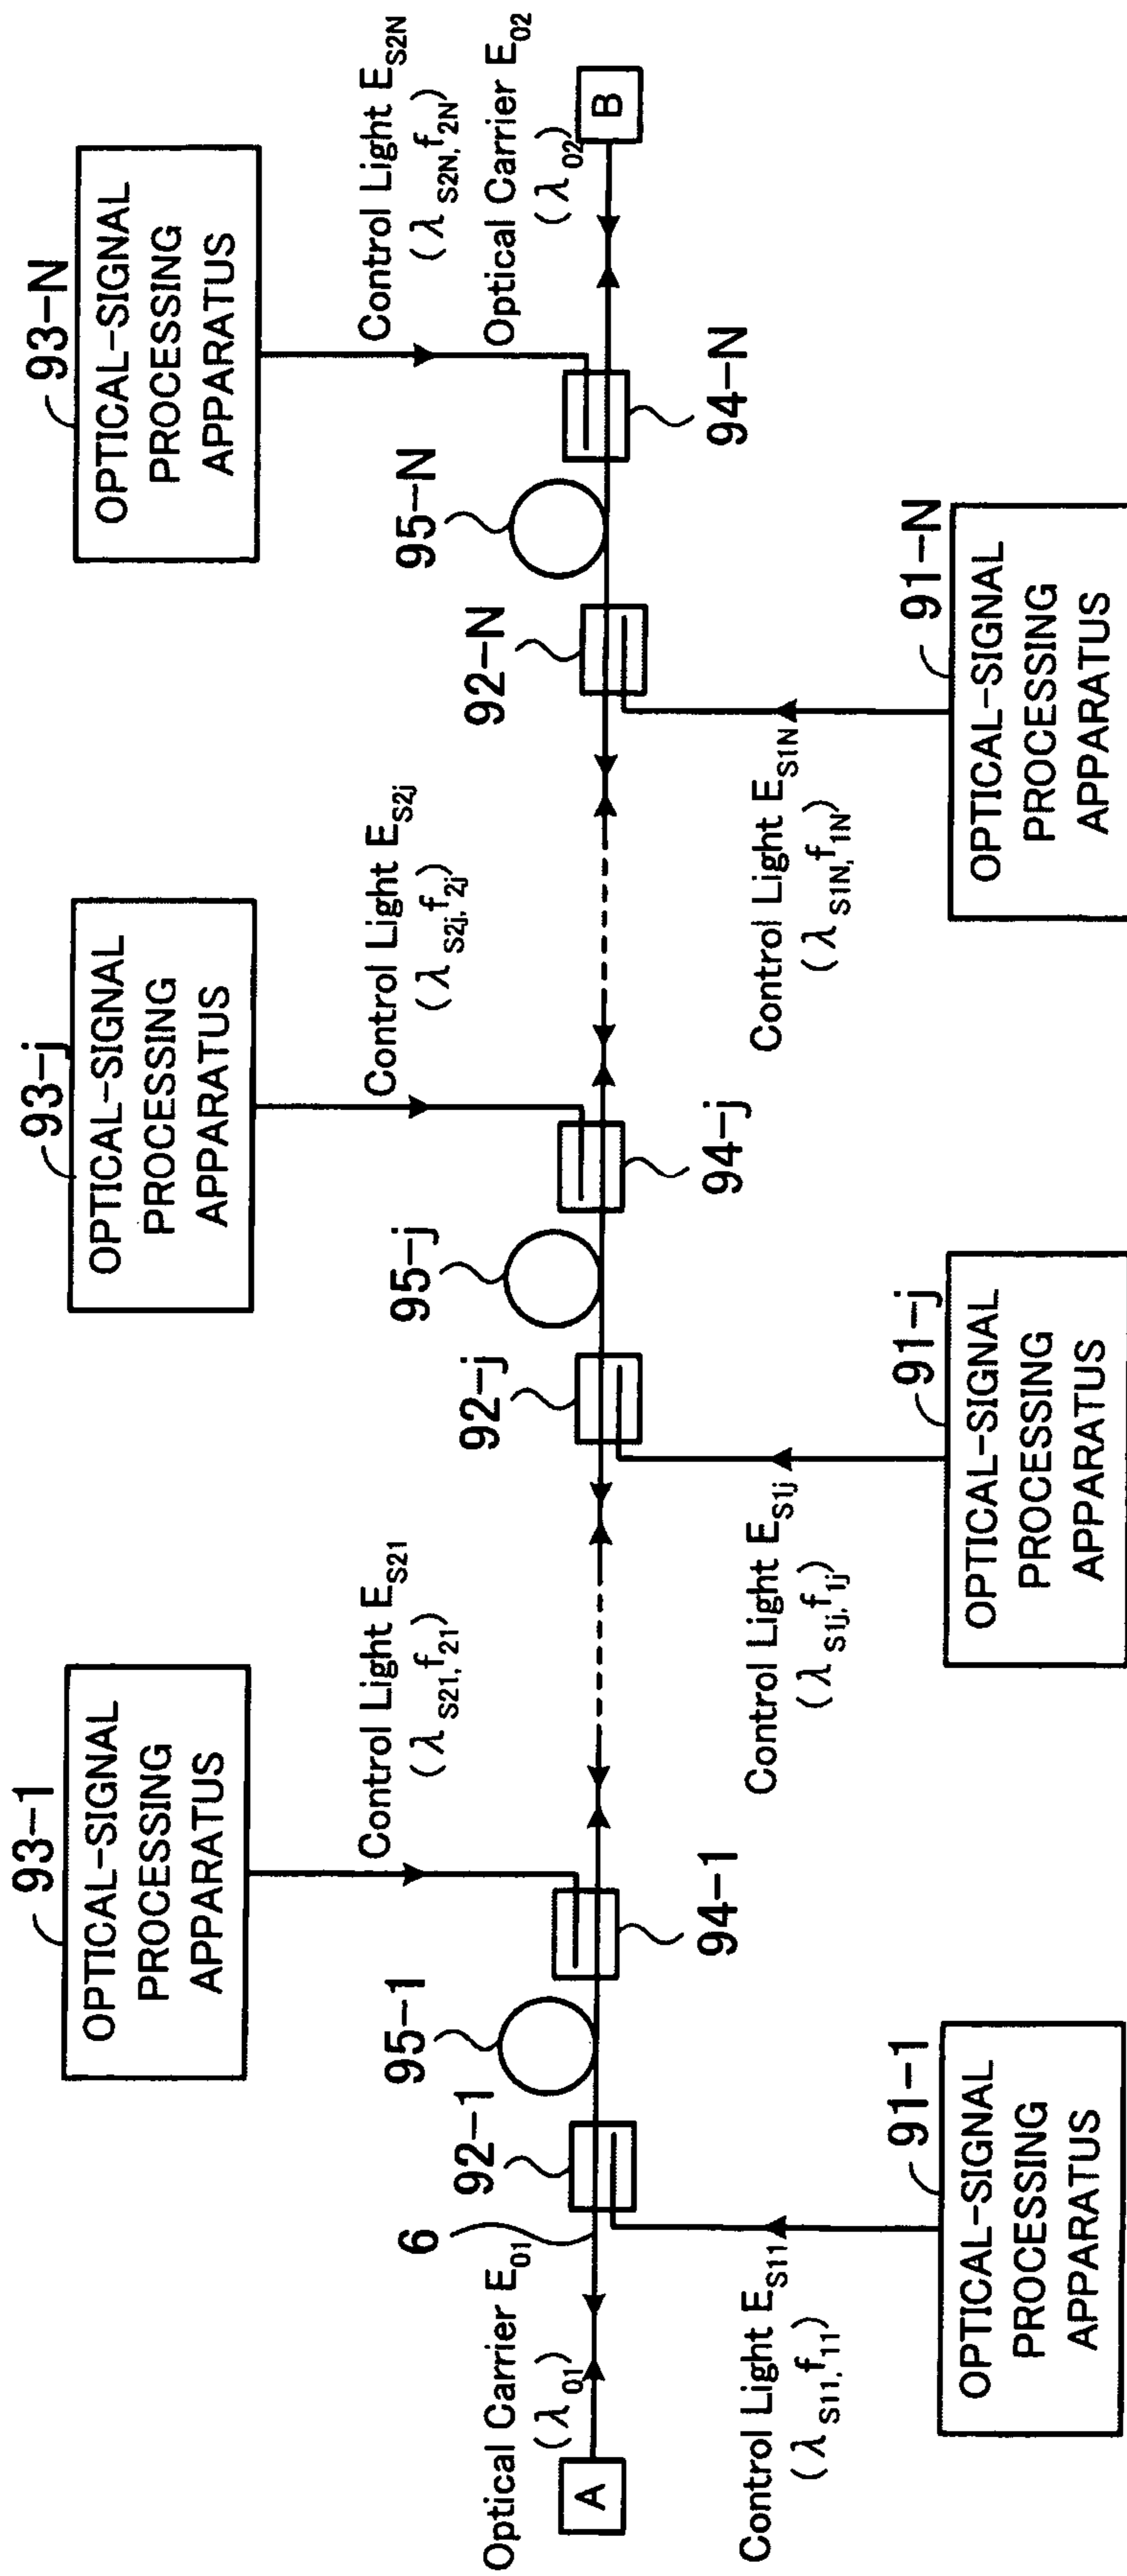 93-1
OPTICAL-SIGNAL
PROCESSING
APPARATUS
93-j
OPTICAL-SIGNAL
PROCESSING
APPARATUS
93-N
OPTICAL-SIGNAL
PROCESSING
APPARATUS
Control Light E_S21
(λ_S21, f_21)
Control Light E_S2j
(λ_S2j, f_2j)
Control Light E_S2N
(λ_S2N, f_2N)
Optical Carrier E_02
(λ_02)
Optical Carrier E_01
(λ_01)
6
92-1
95-1
92-j
95-j
92-N
95-N
A
B
94-1
94-j
94-N
Control Light E_S11
(λ_S11, f_11)
Control Light E_S1j
(λ_S1j, f_1j)
Control Light E_S1N
(λ_S1N, f_1N)
91-1
OPTICAL-SIGNAL
PROCESSING
APPARATUS
91-j
OPTICAL-SIGNAL
PROCESSING
APPARATUS
91-N
OPTICAL-SIGNAL
PROCESSING
APPARATUS